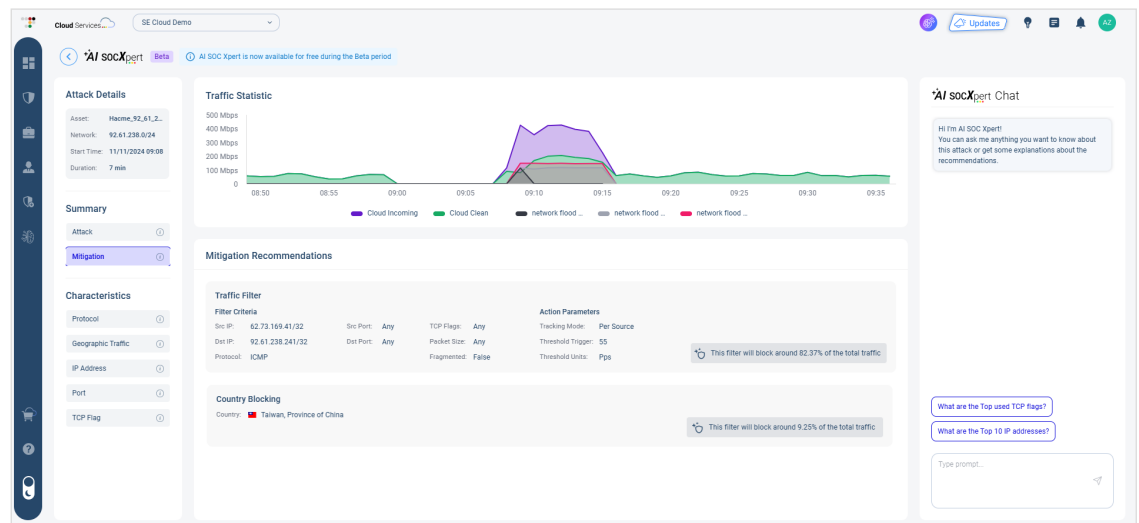 Cloud Services
SE Cloud Demo
Updates
AZ
AI SOCXpert
Beta
AI SOC Xpert is now available for free during the Beta period
Attack Details
Asset: Hacme_92_61_2...
Network: 92.61.238.0/24
Start Time: 11/11/2024 09:08
Duration: 7 min
Summary
Attack
Mitigation
Characteristics
Protocol
Geographic Traffic
IP Address
Port
TCP Flag
Traffic Statistic
500 Mbps
400 Mbps
300 Mbps
200 Mbps
100 Mbps
0
08:50 08:55 09:00 09:05 09:10 09:15 09:20 09:25 09:30 09:35
Cloud Incoming Cloud Clean network flood ... network flood ... network flood ...
Mitigation Recommendations
Traffic Filter
Filter Criteria Action Parameters
Src IP: 62.73.169.41/32 Src Port: Any TCP Flags: Any Tracking Mode: Per Source
Dst IP: 92.61.238.241/32 Dst Port: Any Packet Size: Any Threshold Trigger: 55
Protocol: ICMP Fragmented: False Threshold Units: Pps
This filter will block around 82.37% of the total traffic
Country Blocking
Country: Taiwan, Province of China
This filter will block around 9.25% of the total traffic
AI SOCXpert Chat
Hi I'm AI SOC Xpert!
You can ask me anything you want to know about
this attack or get some explanations about the
recommendations.
What are the Top used TCP flags?
What are the Top 10 IP addresses?
Type prompt...